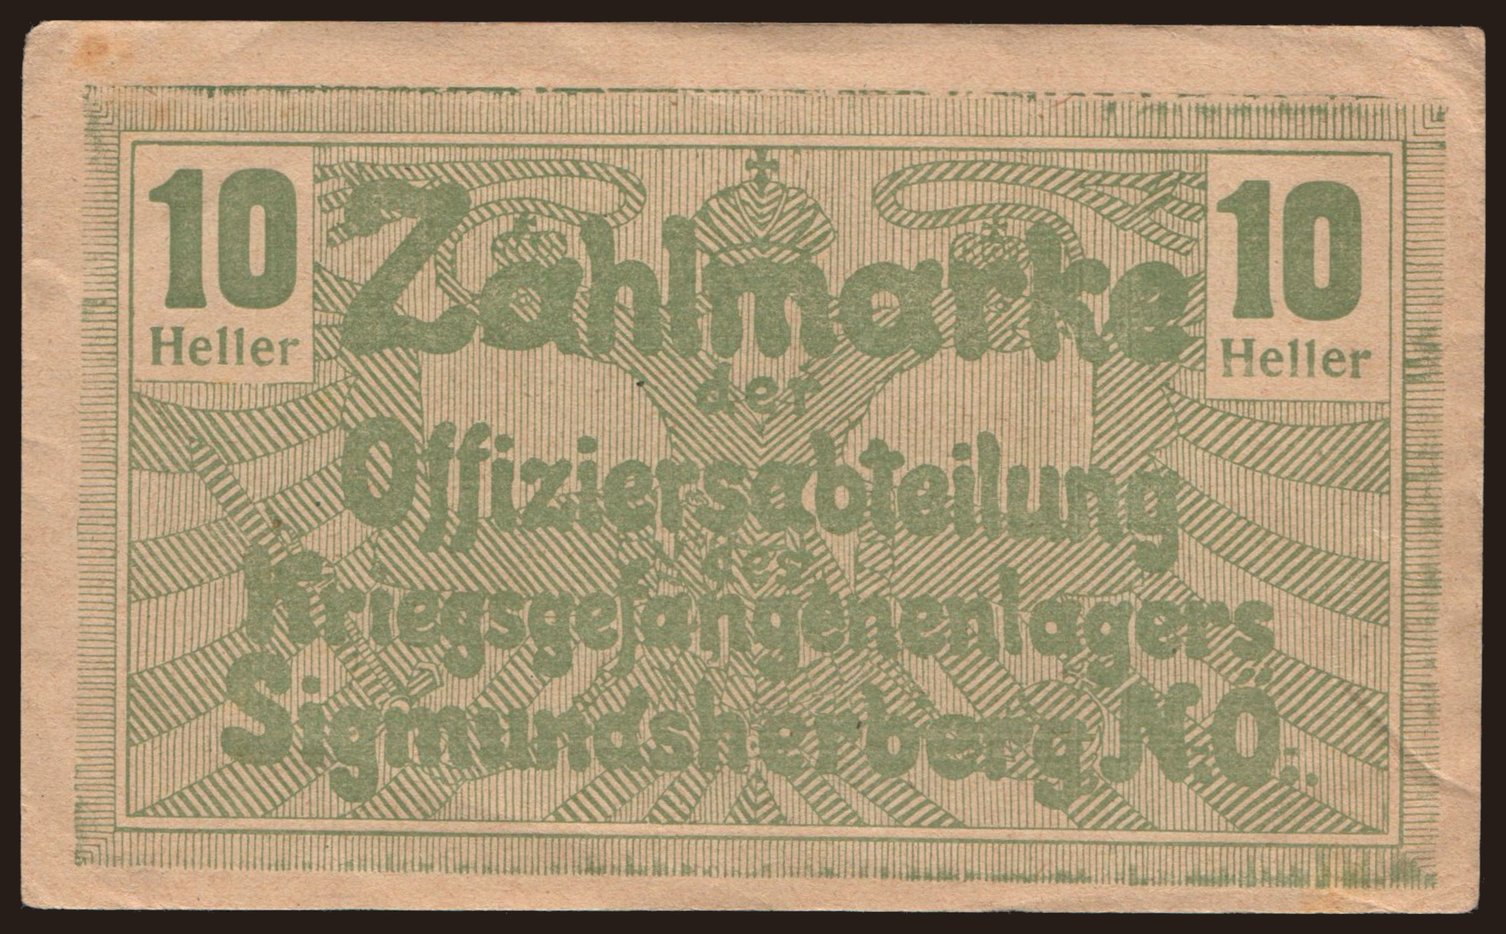 10
Heller
10
Heller
Zahlmarke
der
Offiziersabteilung
des
Kriegsgefangenenlagers
Sigmundsherberg N.Ö.:.